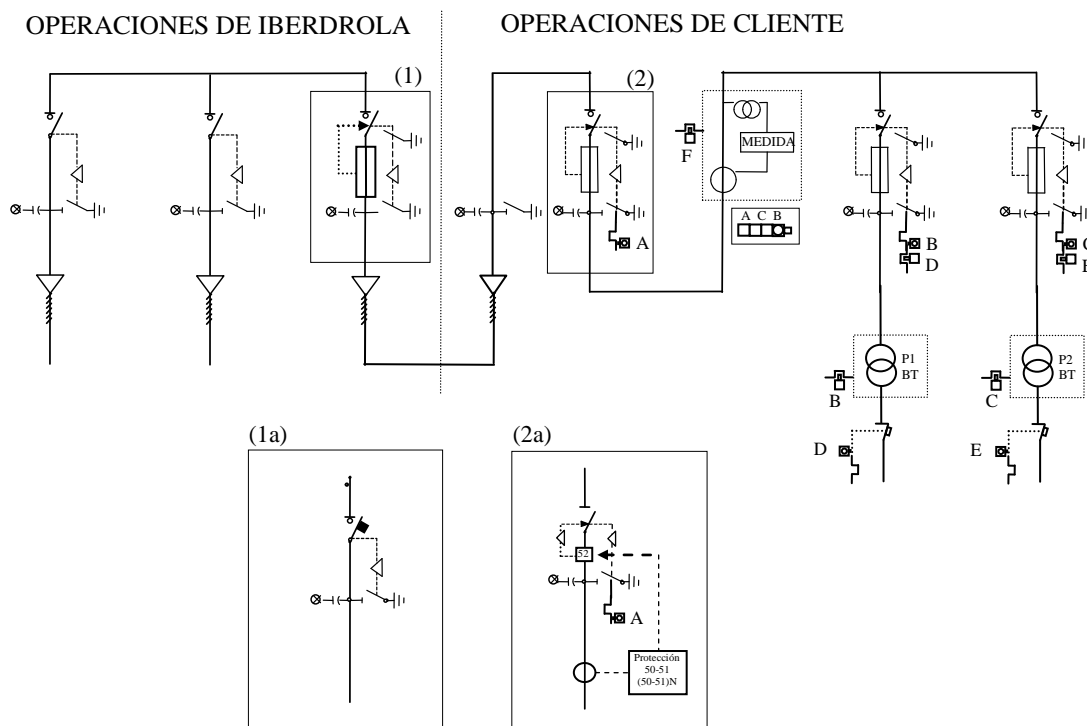 OPERACIONES DE IBERDROLA
OPERACIONES DE CLIENTE
(1)
(2)
MEDIDA
F
A C B
A
B
D
C
P1
BT
P2
BT
B
C
D
E
(1a)
(2a)
52
A
Protección
50-51
(50-51)N